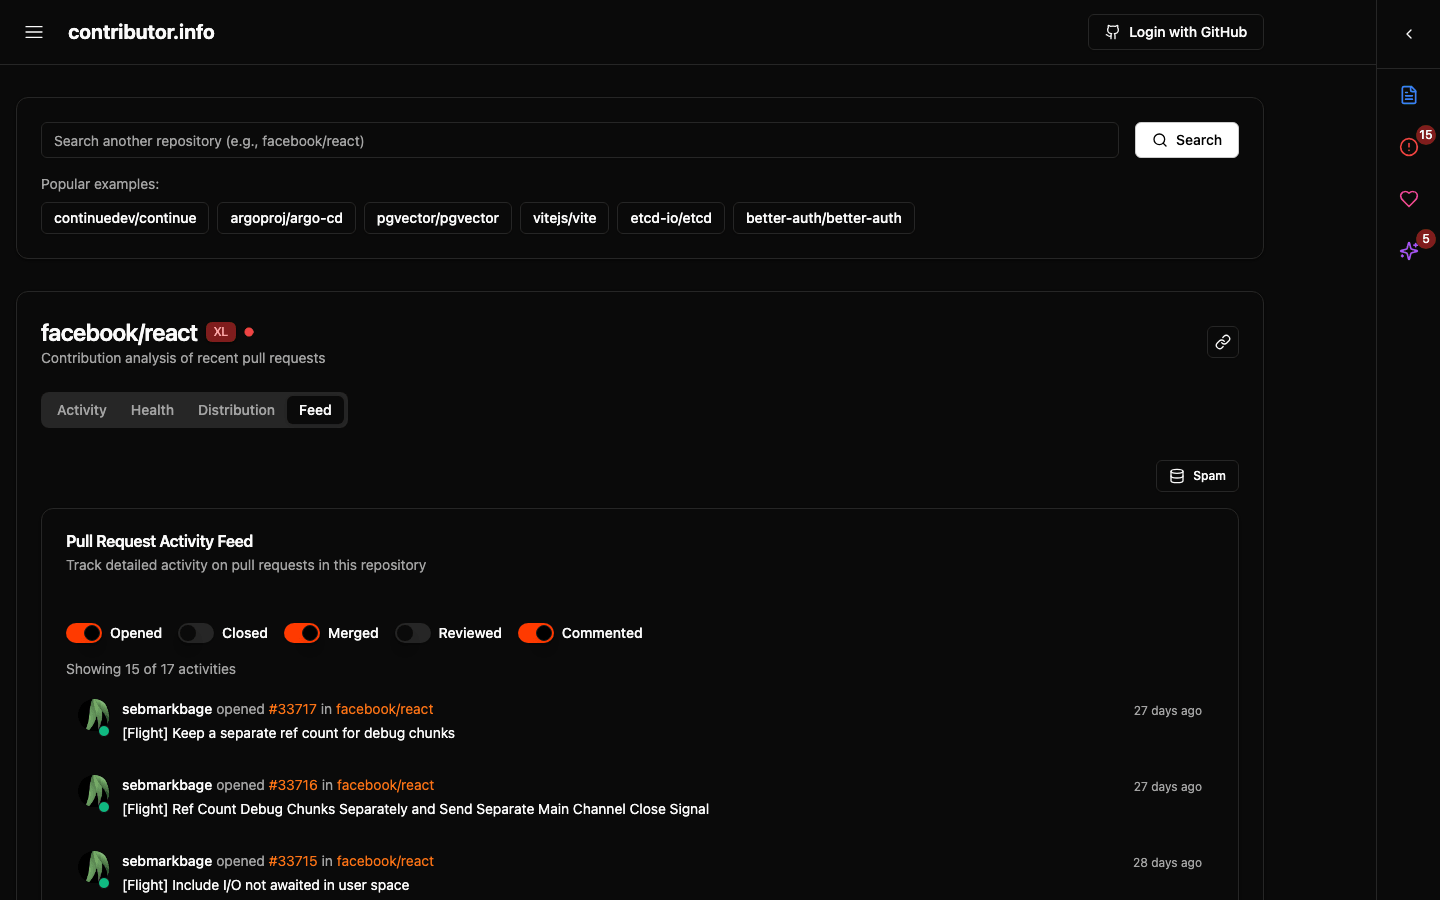 contributor.info
Login with GitHub
Search another repository (e.g., facebook/react)
Search
Popular examples:
continuedev/continue
argoproj/argo-cd
pgvector/pgvector
vitejs/vite
etcd-io/etcd
better-auth/better-auth
15
5
facebook/react XL
Contribution analysis of recent pull requests
Activity Health Distribution Feed
Spam
Pull Request Activity Feed
Track detailed activity on pull requests in this repository
Opened Closed Merged Reviewed Commented
Showing 15 of 17 activities
sebmarkbage opened #33717 in facebook/react 27 days ago
[Flight] Keep a separate ref count for debug chunks
sebmarkbage opened #33716 in facebook/react 27 days ago
[Flight] Ref Count Debug Chunks Separately and Send Separate Main Channel Close Signal
sebmarkbage opened #33715 in facebook/react 28 days ago
[Flight] Include I/O not awaited in user space